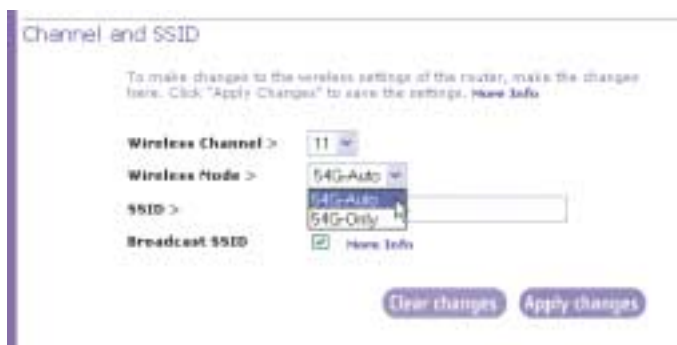 Channel and SSID
To make changes to the wireless settings of the router, make the changes
here. Click "Apply Changes" to save the settings. More Info
Wireless Channel > 11
Wireless Mode > 54G-Auto
54G-Auto
SSID >
54G-Only
Broadcast SSID More Info
Clear changes Apply changes